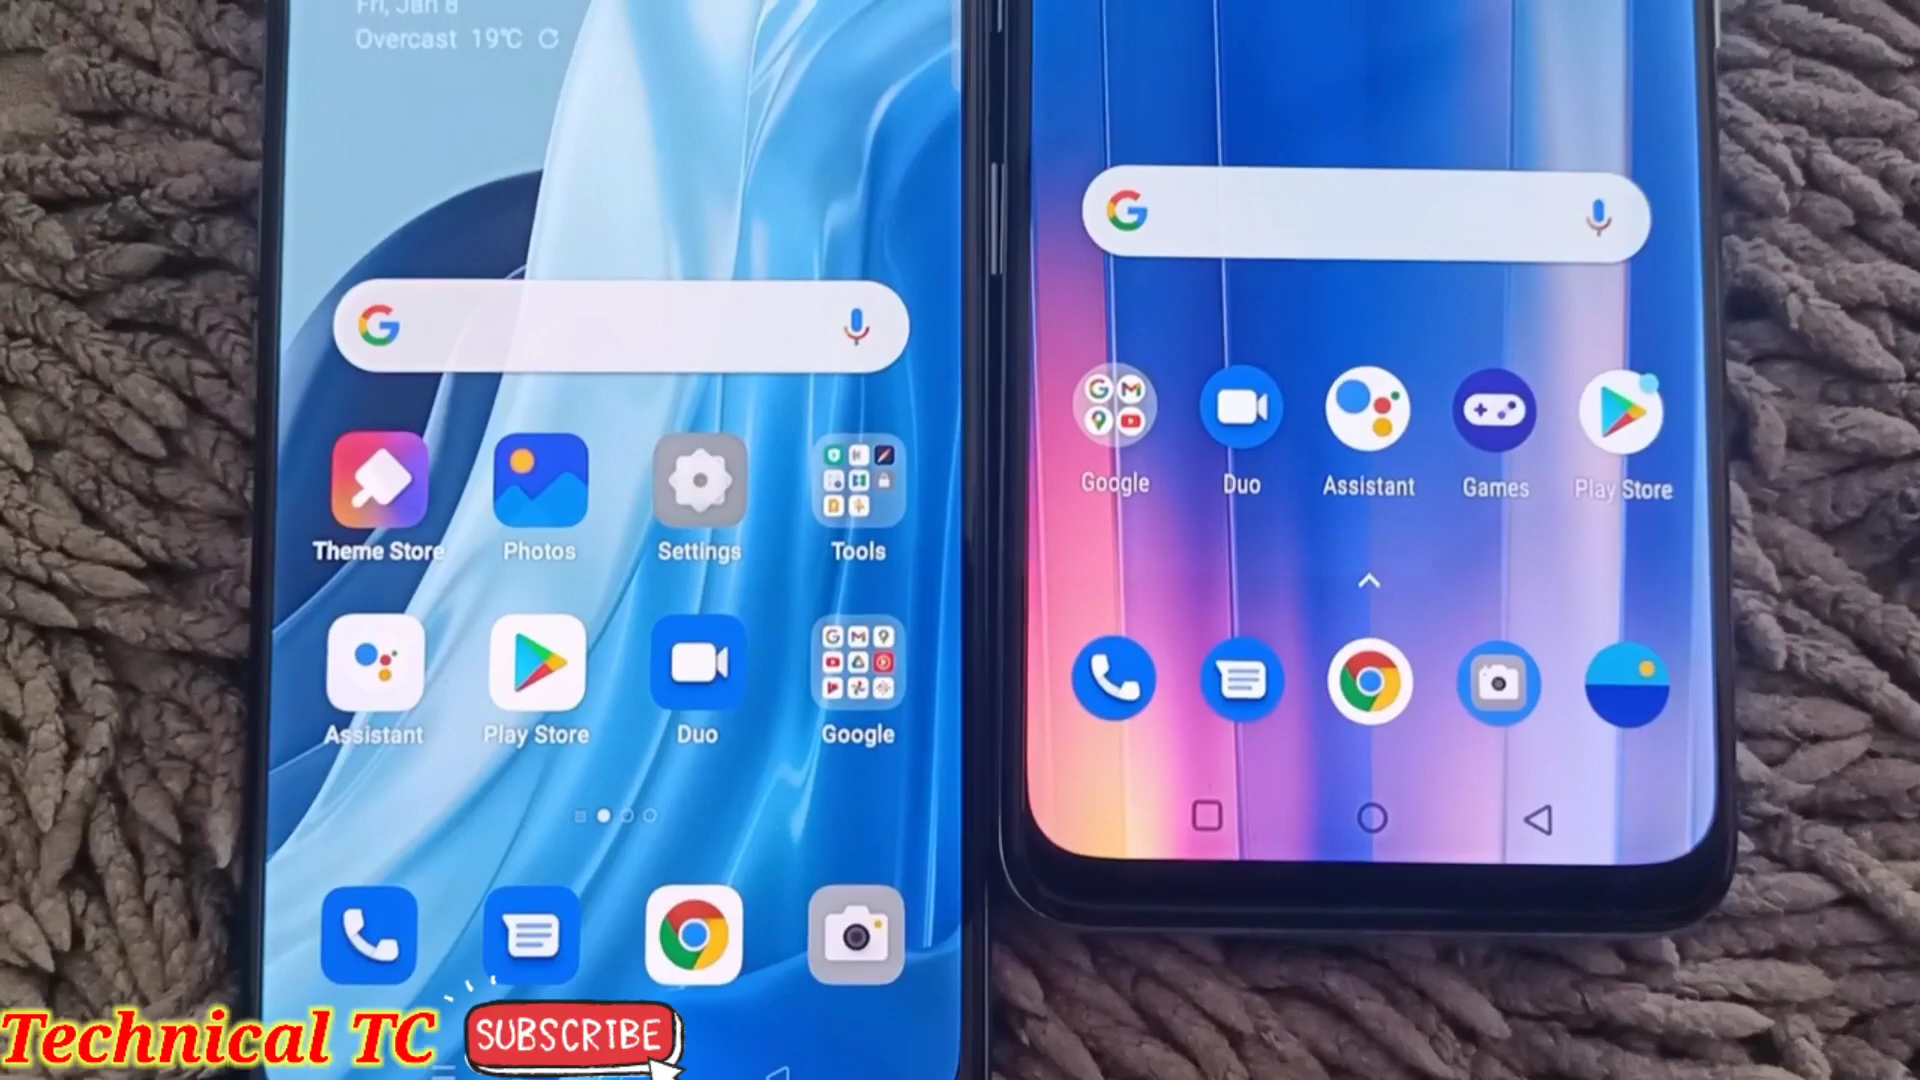 Fri, Jan 8
Overcast 19℃
Theme Store
Photos
Settings
Tools
Assistant
Play Store
Duo
Google
Google
Duo
Assistant
Games
Play Store
Technical TC
SUBSCRIBE